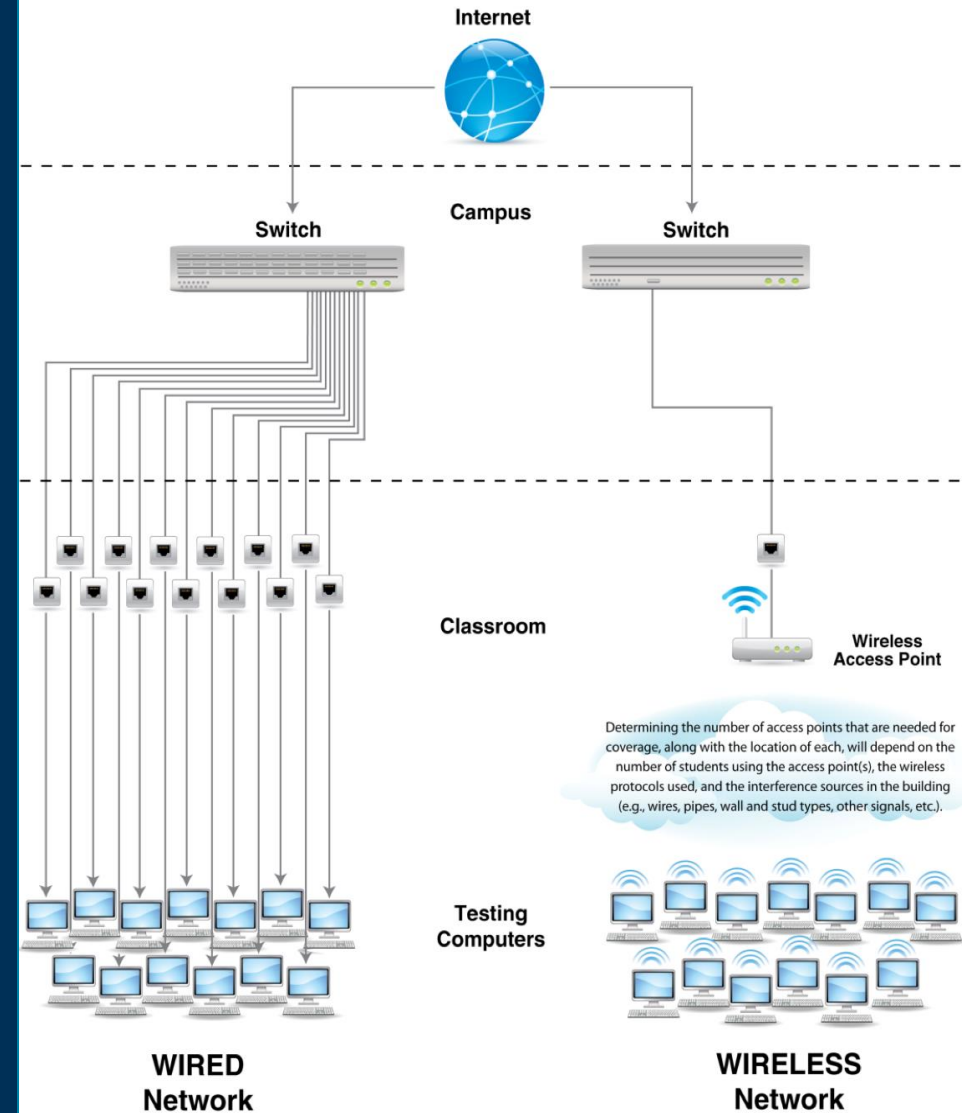 Internet
Campus
Switch
Switch
Classroom
Wireless
Access Point
Determining the number of access points that are needed for
coverage, along with the location of each, will depend on the
number of students using the access point(s), the wireless
protocols used, and the interference sources in the building
(e.g., wires, pipes, wall and stud types, other signals, etc.).
Testing
Computers
WIRED
Network
WIRELESS
Network